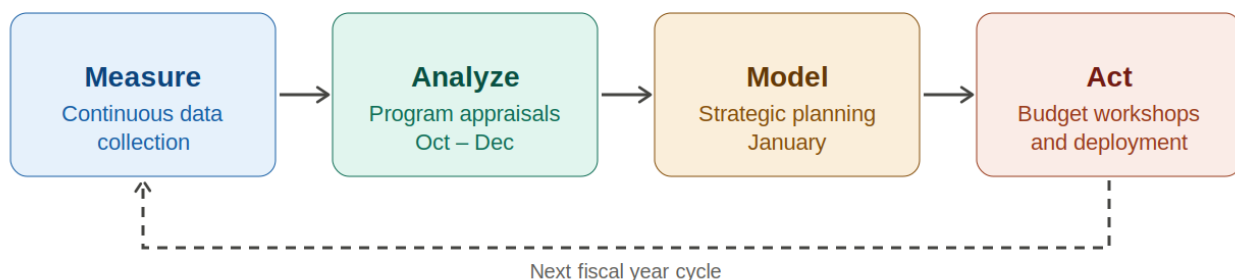 Measure
Continuous data
collection
Analyze
Program appraisals
Oct – Dec
Model
Strategic planning
January
Act
Budget workshops
and deployment
Next fiscal year cycle